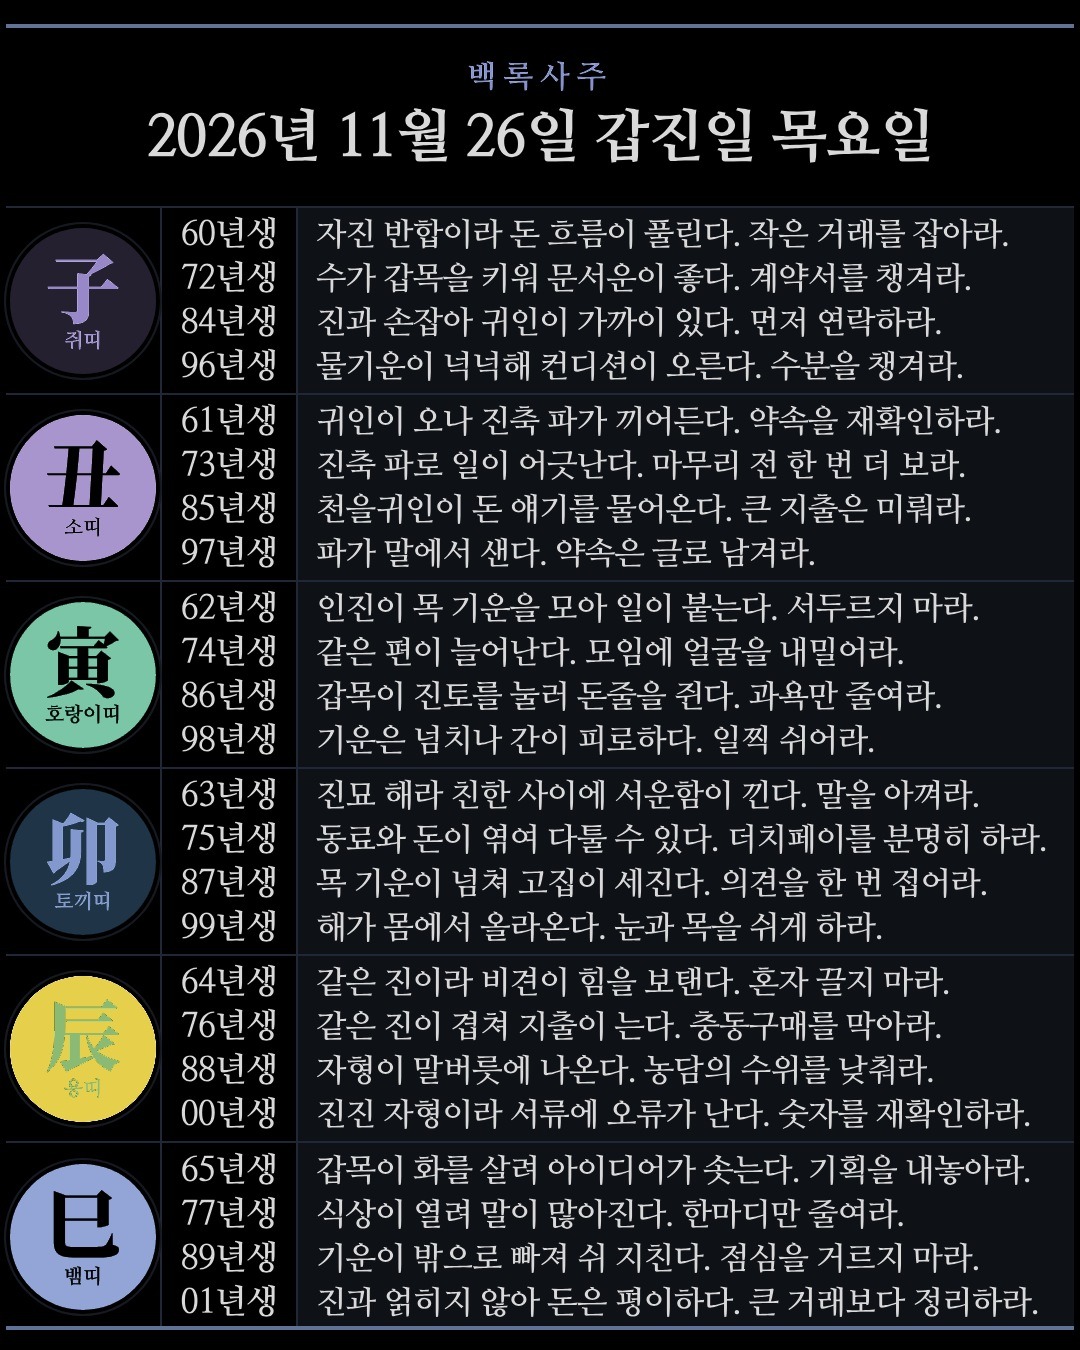 백록사주
2026년 11월 26일 갑진일 목요일
子
쥐띠
60년생 자진 반합이라 돈 흐름이 풀린다. 작은 거래를 잡아라.
72년생 수가 갑목을 키워 문서운이 좋다. 계약서를 챙겨라.
84년생 진과 손잡아 귀인이 가까이 있다. 먼저 연락하라.
96년생 물기운이 넉넉해 컨디션이 오른다. 수분을 챙겨라.
丑
소띠
61년생 귀인이 오나 진축 파가 끼어든다. 약속을 재확인하라.
73년생 진축 파로 일이 어긋난다. 마무리 전 한 번 더 보라.
85년생 천을귀인이 돈 얘기를 물어온다. 큰 지출은 미뤄라.
97년생 파가 말에서 샌다. 약속은 글로 남겨라.
寅
호랑이띠
62년생 인진이 목 기운을 모아 일이 붙는다. 서두르지 마라.
74년생 같은 편이 늘어난다. 모임에 얼굴을 내밀어라.
86년생 갑목이 진토를 눌러 돈줄을 쥔다. 과욕만 줄여라.
98년생 기운은 넘치나 간이 피로하다. 일찍 쉬어라.
卯
토끼띠
63년생 진묘 해라 친한 사이에 서운함이 낀다. 말을 아껴라.
75년생 동료와 돈이 엮여 다툴 수 있다. 더치페이를 분명히 하라.
87년생 목 기운이 넘쳐 고집이 세진다. 의견을 한 번 접어라.
99년생 해가 몸에서 올라온다. 눈과 목을 쉬게 하라.
辰
용띠
64년생 같은 진이라 비견이 힘을 보탠다. 혼자 끌지 마라.
76년생 같은 진이 겹쳐 지출이 는다. 충동구매를 막아라.
88년생 자형이 말버릇에 나온다. 농담의 수위를 낮춰라.
00년생 진진 자형이라 서류에 오류가 난다. 숫자를 재확인하라.
巳
뱀띠
65년생 갑목이 화를 살려 아이디어가 솟는다. 기획을 내놓아라.
77년생 식상이 열려 말이 많아진다. 한마디만 줄여라.
89년생 기운이 밖으로 빠져 쉬 지친다. 점심을 거르지 마라.
01년생 진과 얽히지 않아 돈은 평이하다. 큰 거래보다 정리하라.